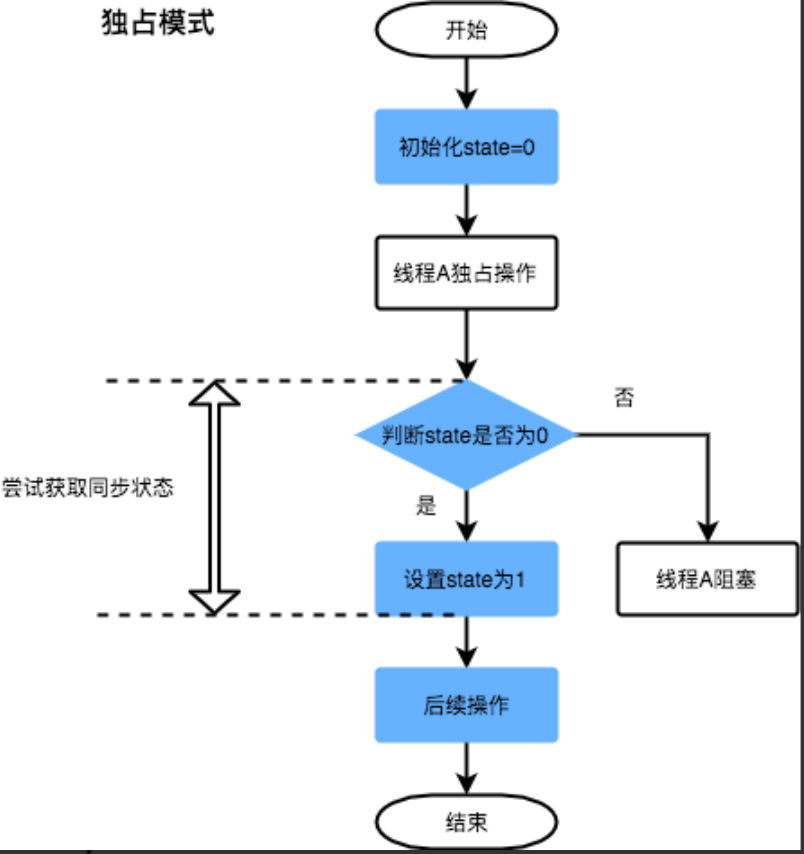 独占模式
开始
初始化state=0
线程A独占操作
判断state是否为0
否
尝试获取同步状态
是
设置state为1
线程A阻塞
后续操作
结束